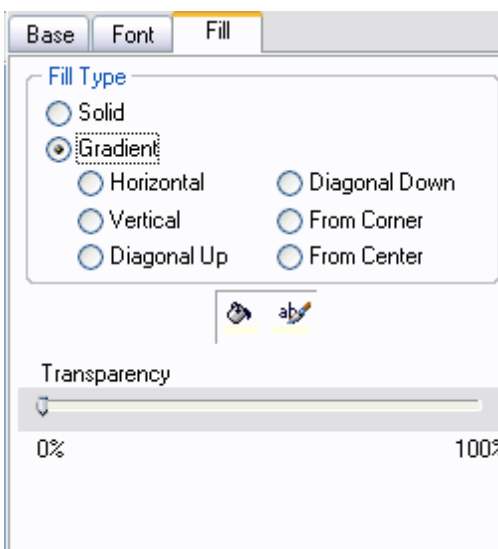 Base Font Fill
Fill Type
Solid
Gradient
Horizontal Diagonal Down
Vertical From Corner
Diagonal Up From Center
ab
Transparency
0% 100%